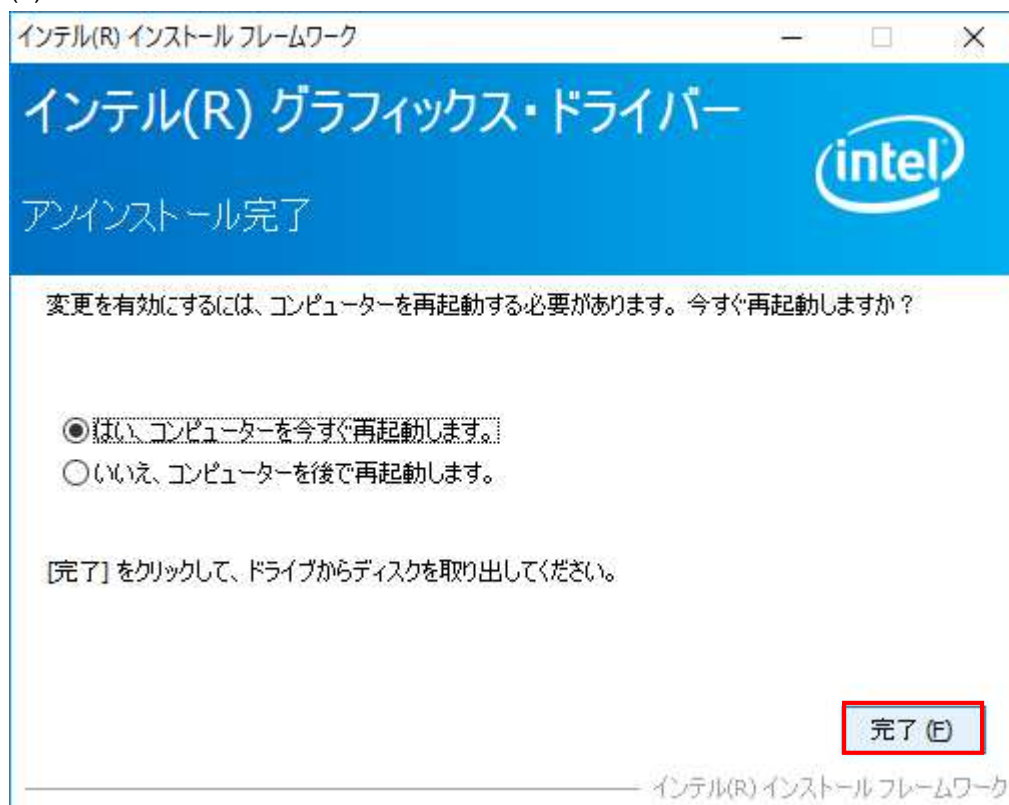 インテル(R) インストール フレームワーク
インテル(R) グラフィックス・ドライバー
intel
アンインストール完了
変更を有効にするには、コンピューターを再起動する必要があります。今すぐ再起動しますか？
はい、コンピューターを今すぐ再起動します。
いいえ、コンピューターを後で再起動します。
[完了] をクリックして、ドライブからディスクを取り出してください。
完了 (F)
インテル(R) インストール フレームワーク